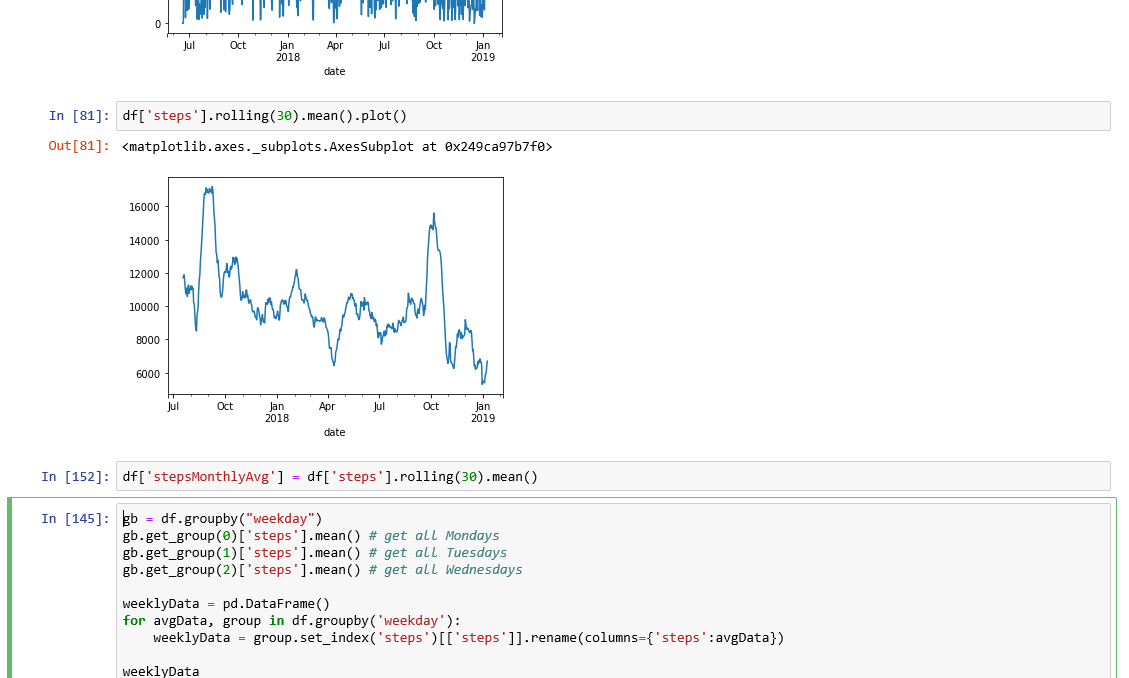 0
Jul Oct Jan Apr Jul Oct Jan
2018 2019
date
In [81]: df['steps'].rolling(30).mean().plot()
Out[81]: <matplotlib.axes._subplots.AxesSubplot at 0x249ca97b7f0>
16000
14000
12000
10000
8000
6000
Jul Oct Jan Apr Jul Oct Jan
2018 2019
date
In [152]: df['stepsMonthlyAvg'] = df['steps'].rolling(30).mean()
In [145]: gb = df.groupby("weekday")
gb.get_group(0)['steps'].mean() # get all Mondays
gb.get_group(1)['steps'].mean() # get all Tuesdays
gb.get_group(2)['steps'].mean() # get all Wednesdays
weeklyData = pd.DataFrame()
for avgData, group in df.groupby('weekday'):
    weeklyData = group.set_index('steps')[['steps']].rename(columns={'steps':avgData})
weeklyData